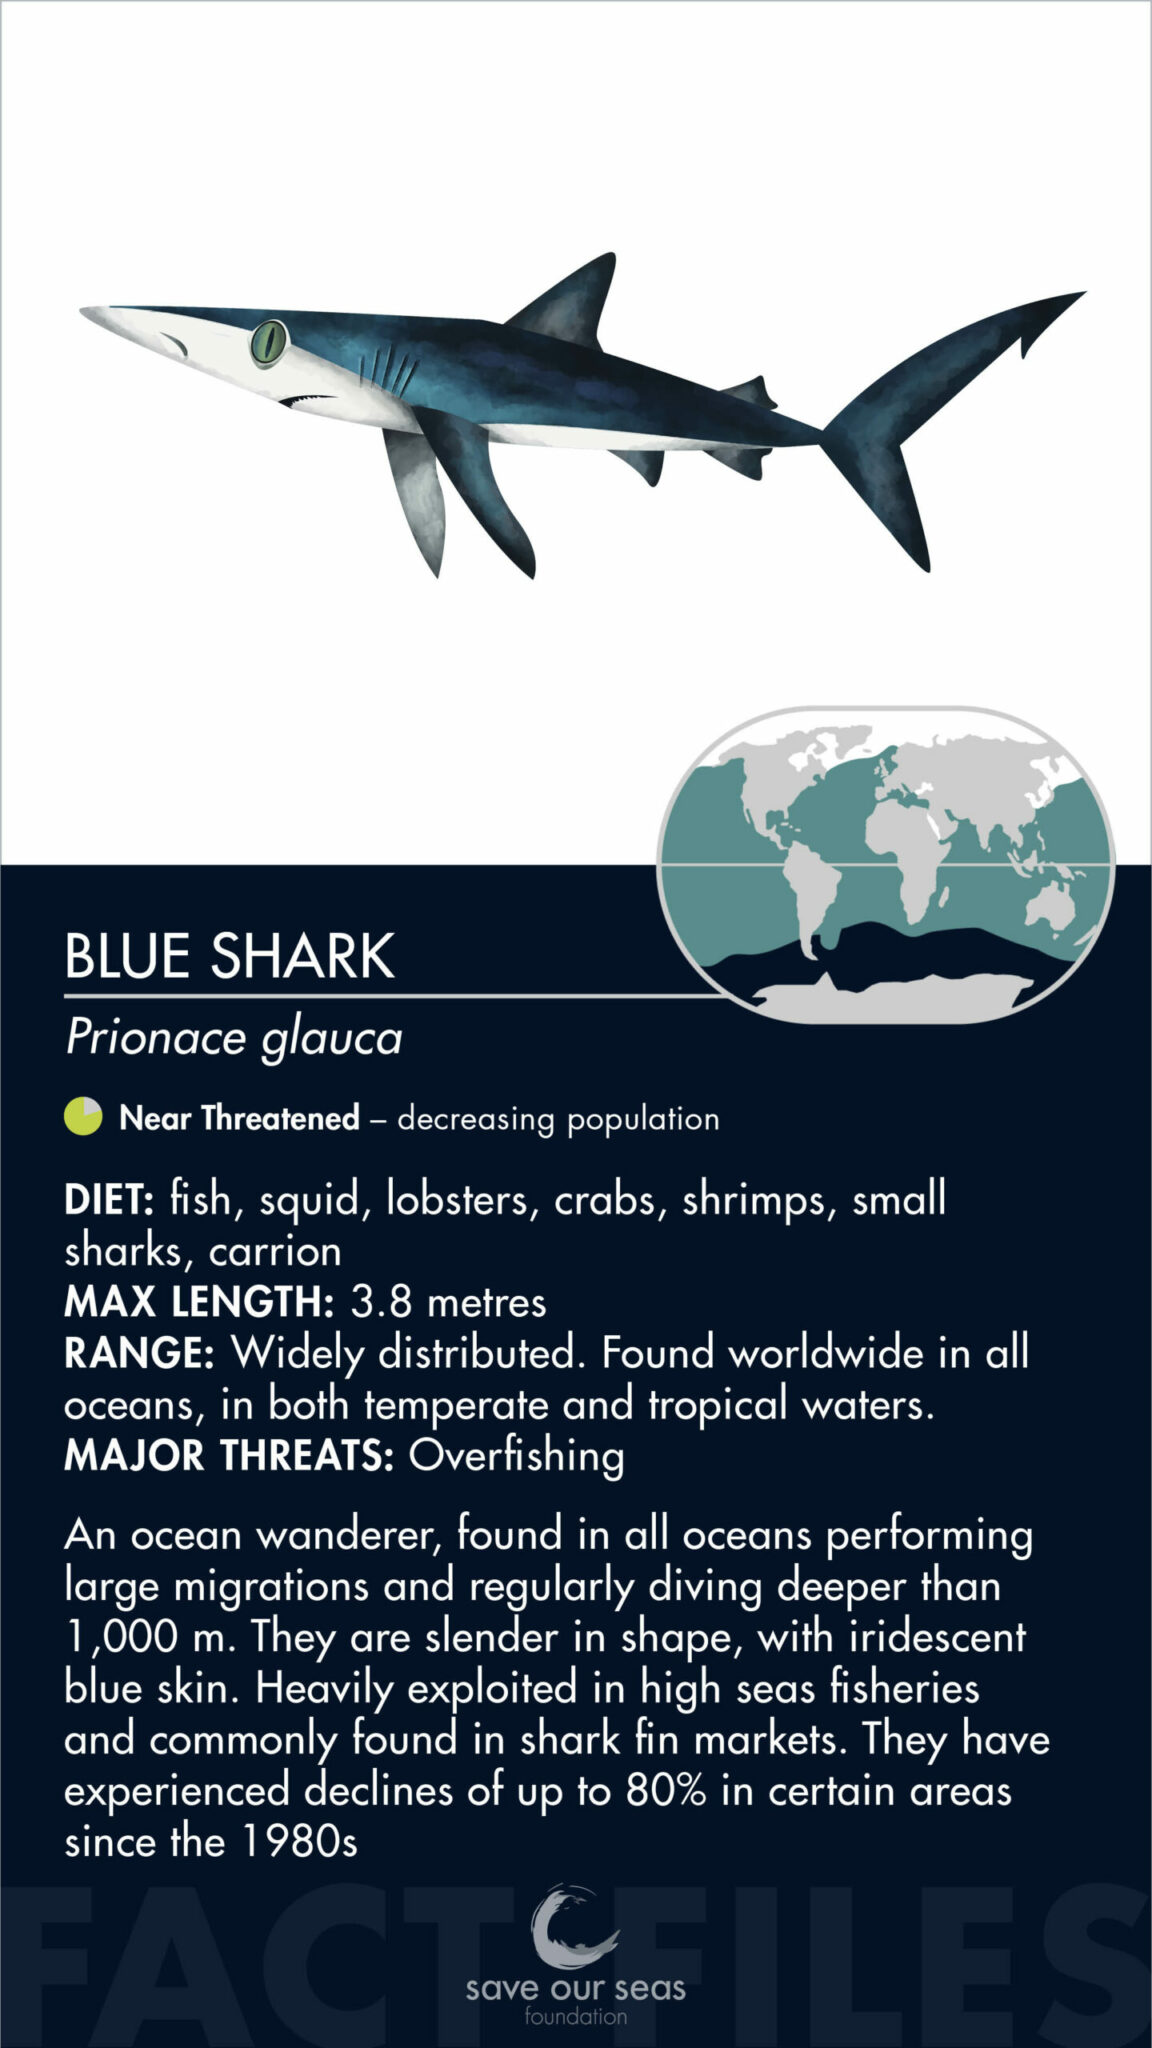 BLUE SHARK
Prionace glauca
Near Threatened – decreasing population
DIET: fish, squid, lobsters, crabs, shrimps, small
sharks, carrion
MAX LENGTH: 3.8 metres
RANGE: Widely distributed. Found worldwide in all
oceans, in both temperate and tropical waters.
MAJOR THREATS: Overfishing
An ocean wanderer, found in all oceans performing
large migrations and regularly diving deeper than
1,000 m. They are slender in shape, with iridescent
blue skin. Heavily exploited in high seas fisheries
and commonly found in shark fin markets. They have
experienced declines of up to 80% in certain areas
since the 1980s
FACT FILES
save our seas
foundation